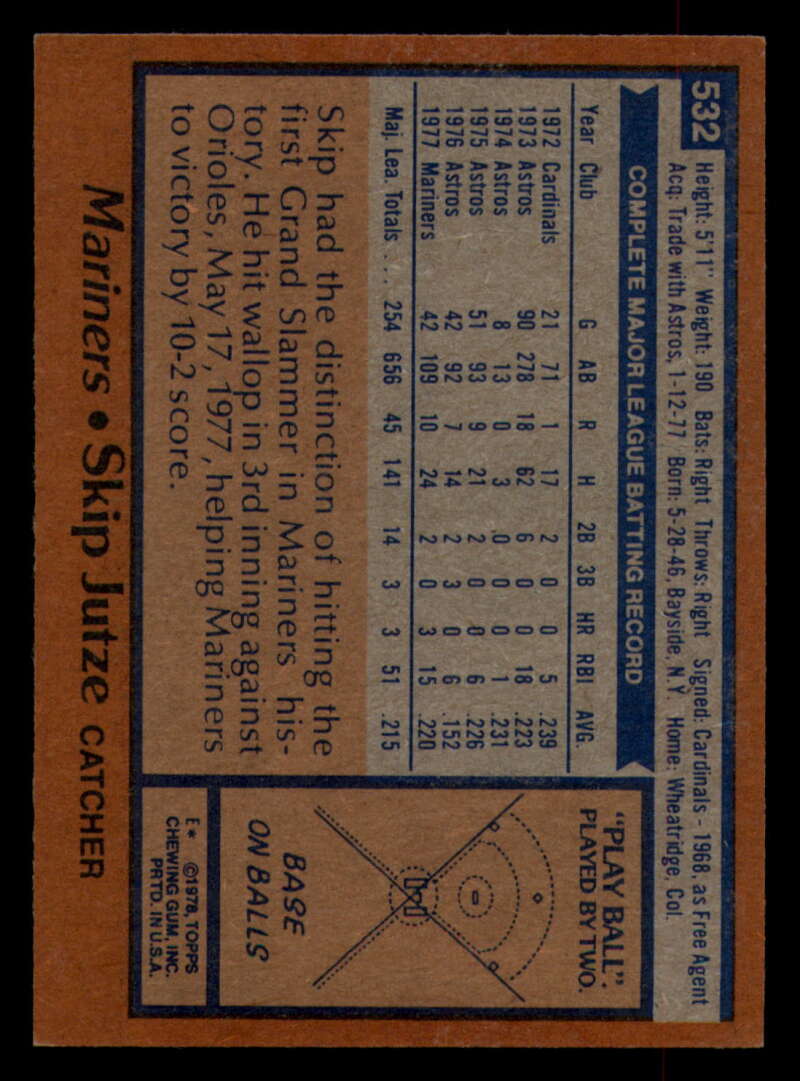 532
Height: 5'11" Weight: 190 Bats: Right Throws: Right Signed: Cardinals - 1968, as Free Agent
Acq: Trade with Astros, 1-12-77 Born: 5-28-46, Bayside, N.Y. Home: Wheatridge, Col.
COMPLETE MAJOR LEAGUE BATTING RECORD
Year Club G AB R H 2B 3B HR RBI AVG.
1972 Cardinals 21 71 1 17 2 0 0 5 .239
1973 Astros 90 278 18 62 6 0 0 18 .223
1974 Astros 8 13 0 3 0 0 0 1 .231
1975 Astros 51 93 9 21 2 0 0 6 .226
1976 Astros 42 92 7 14 2 3 0 6 .152
1977 Mariners 42 109 10 24 2 0 3 15 .220
Maj. Lea. Totals ... 254 656 45 141 14 3 3 51 .215
Skip had the distinction of hitting the
first Grand Slammer in Mariners his-
tory. He hit wallop in 3rd inning against
Orioles, May 17, 1977, helping Mariners
to victory by 10-2 score.
"PLAY BALL"
PLAYED BY TWO.
BASE
ON BALLS
E* ©1978, TOPPS
CHEWING GUM, INC.
PRTD. IN U.S.A.
Mariners • Skip Jutze CATCHER